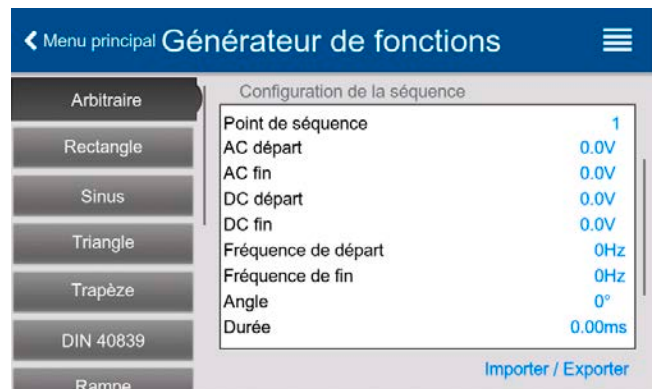 Menu principal Générateur de fonctions
Arbitraire
Rectangle
Sinus
Triangle
Trapèze
DIN 40839
Rampe
Configuration de la séquence
Point de séquence 1
AC départ 0.0V
AC fin 0.0V
DC départ 0.0V
DC fin 0.0V
Fréquence de départ 0Hz
Fréquence de fin 0Hz
Angle 0°
Durée 0.00ms
Importer / Exporter